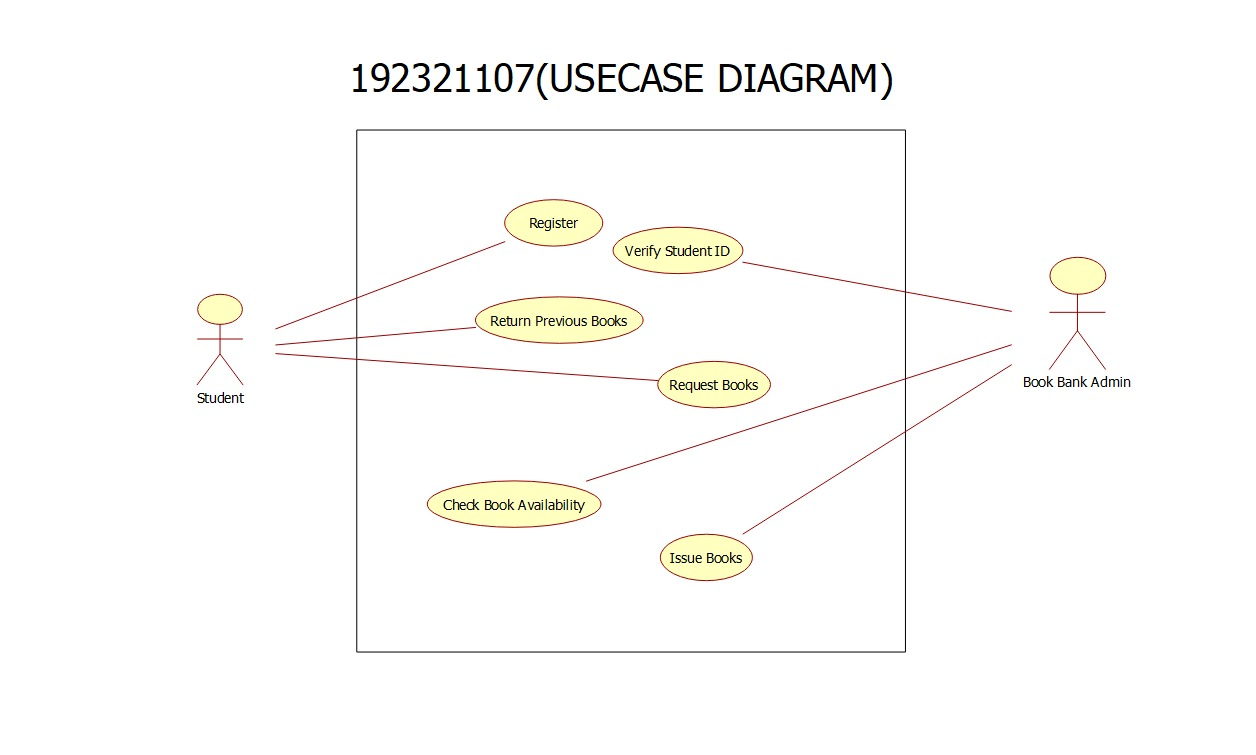 192321107(USECASE DIAGRAM)
Register
Verify Student ID
Return Previous Books
Request Books
Book Bank Admin
Student
Check Book Availability
Issue Books